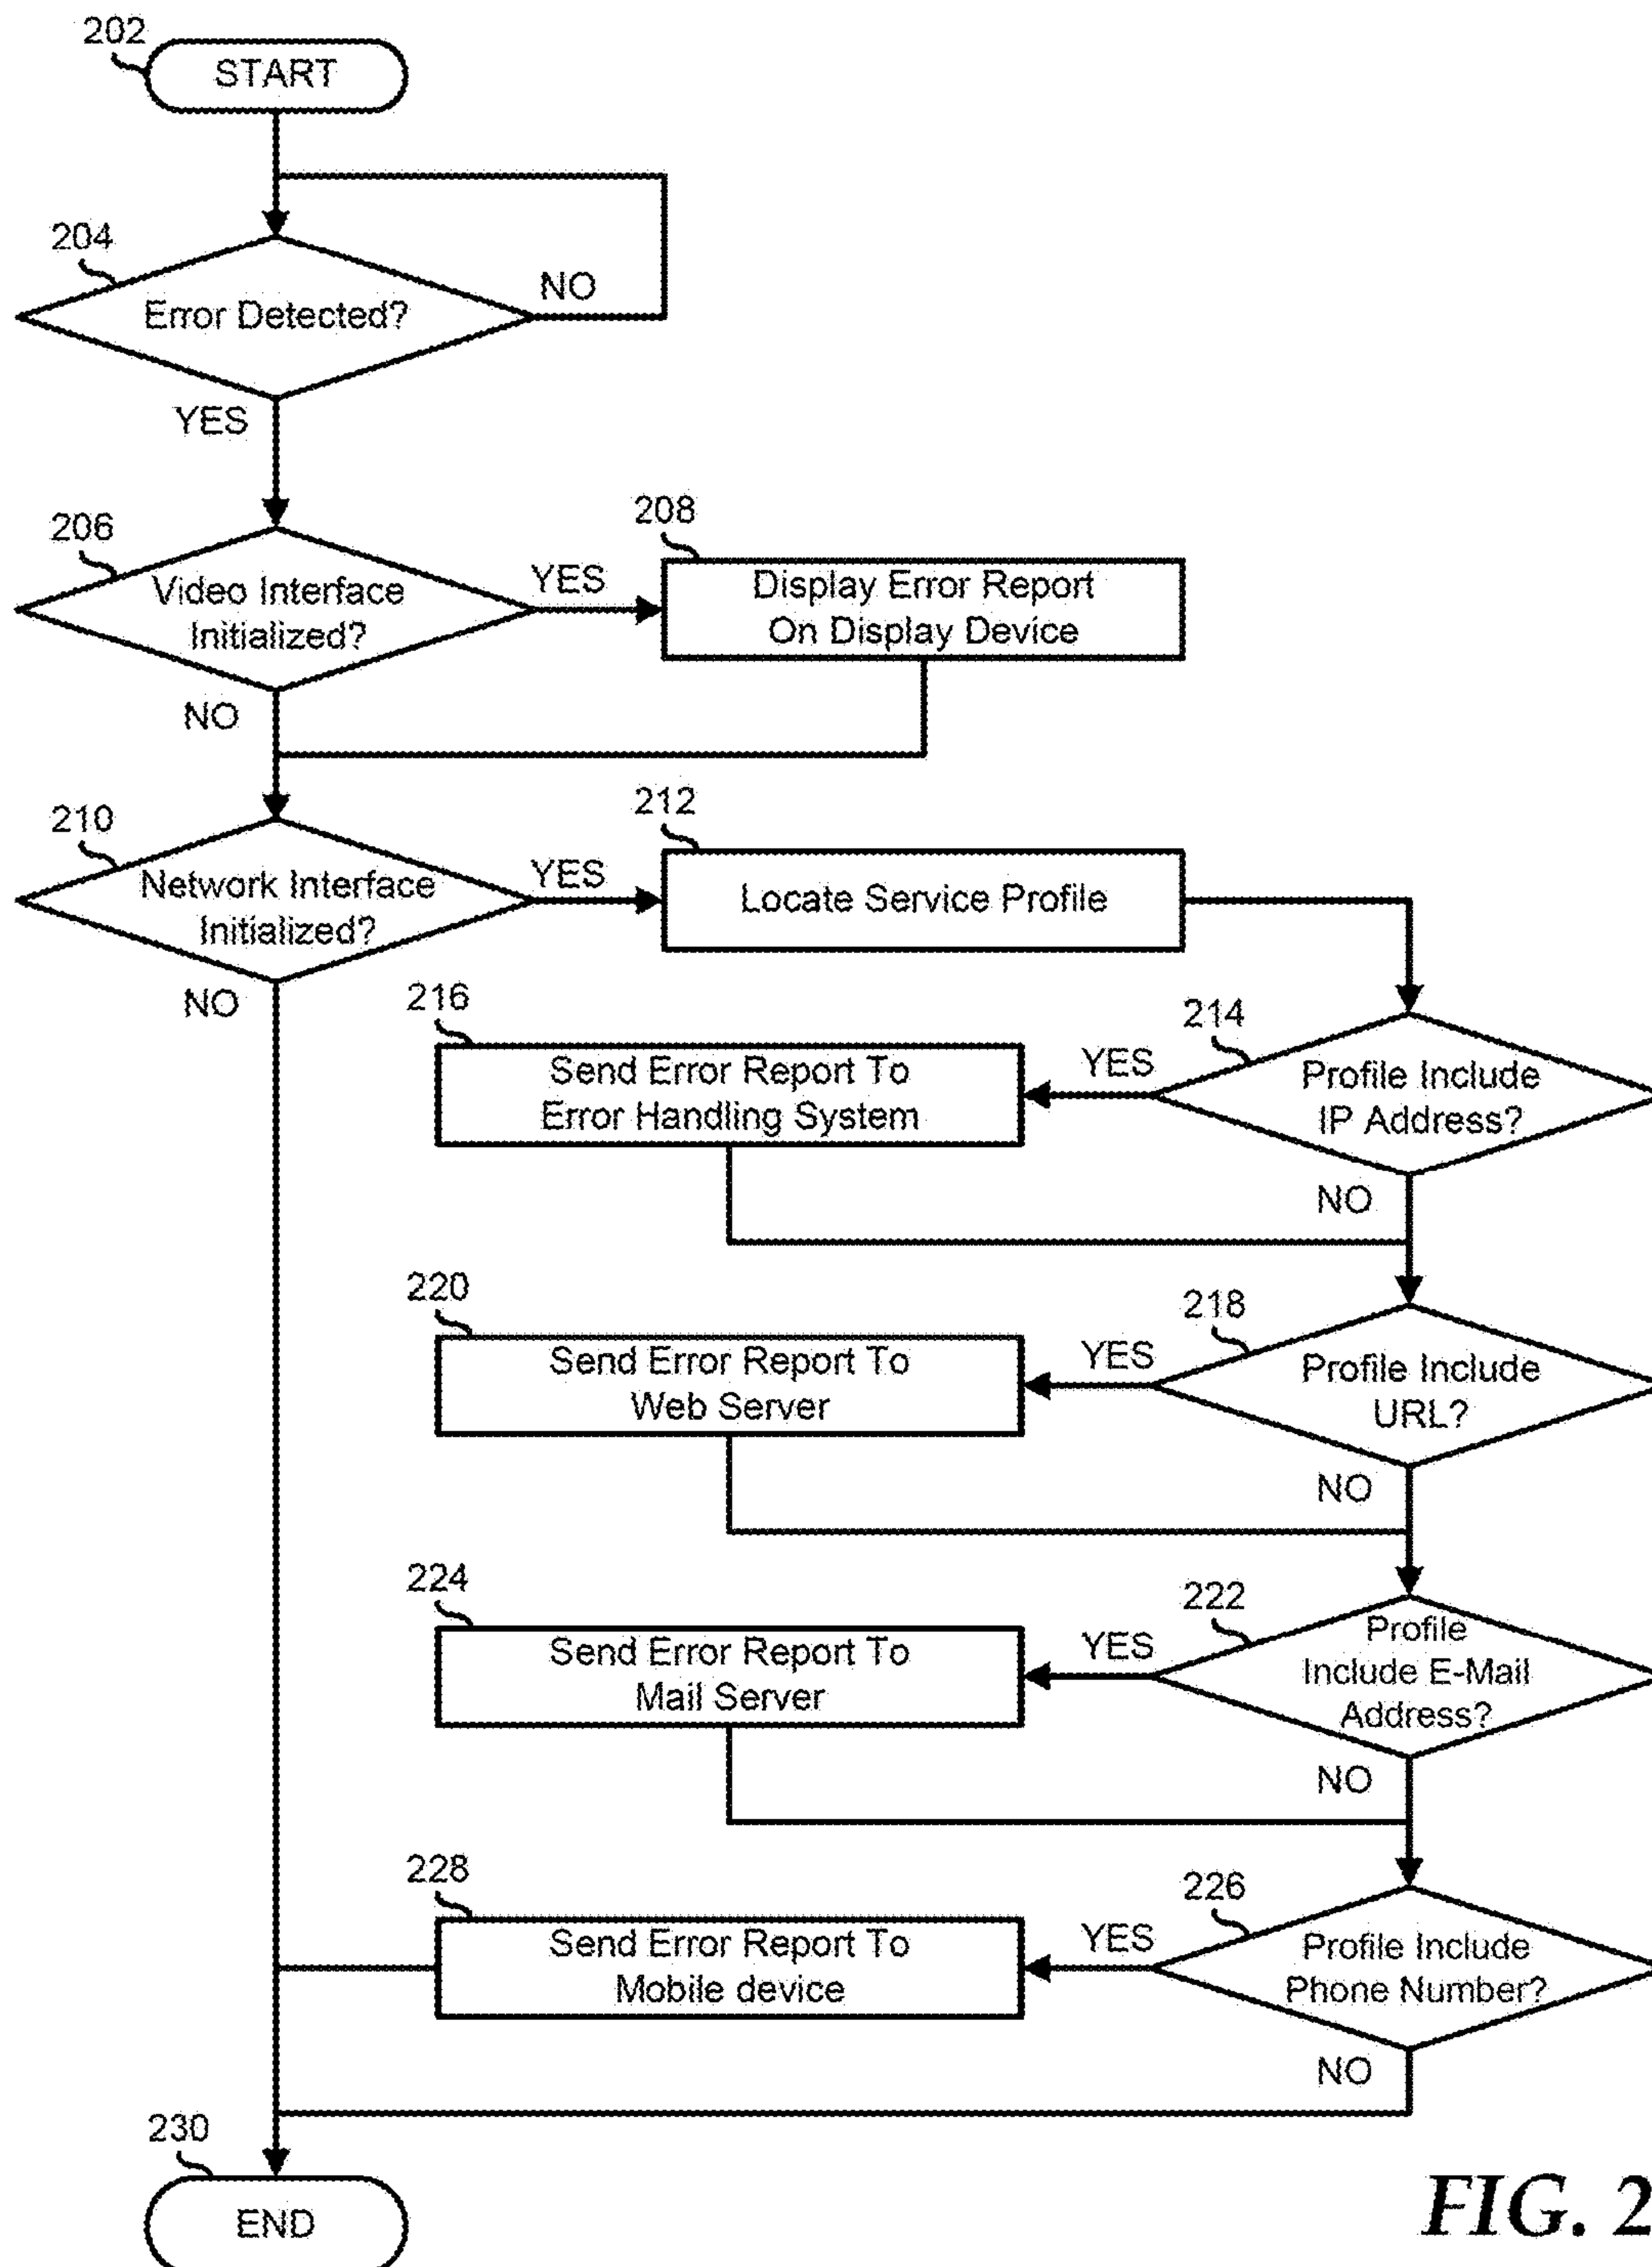 202
START
204
Error Detected?
NO
YES
206
Video Interface
Initialized?
YES
208
Display Error Report
On Display Device
NO
210
Network Interface
Initialized?
YES
212
Locate Service Profile
NO
216
Send Error Report To
Error Handling System
YES
214
Profile Include
IP Address?
NO
220
Send Error Report To
Web Server
YES
218
Profile Include
URL?
NO
224
Send Error Report To
Mail Server
YES
222
Profile
Include E-Mail
Address?
NO
228
Send Error Report To
Mobile device
YES
226
Profile Include
Phone Number?
NO
230
END
FIG. 2